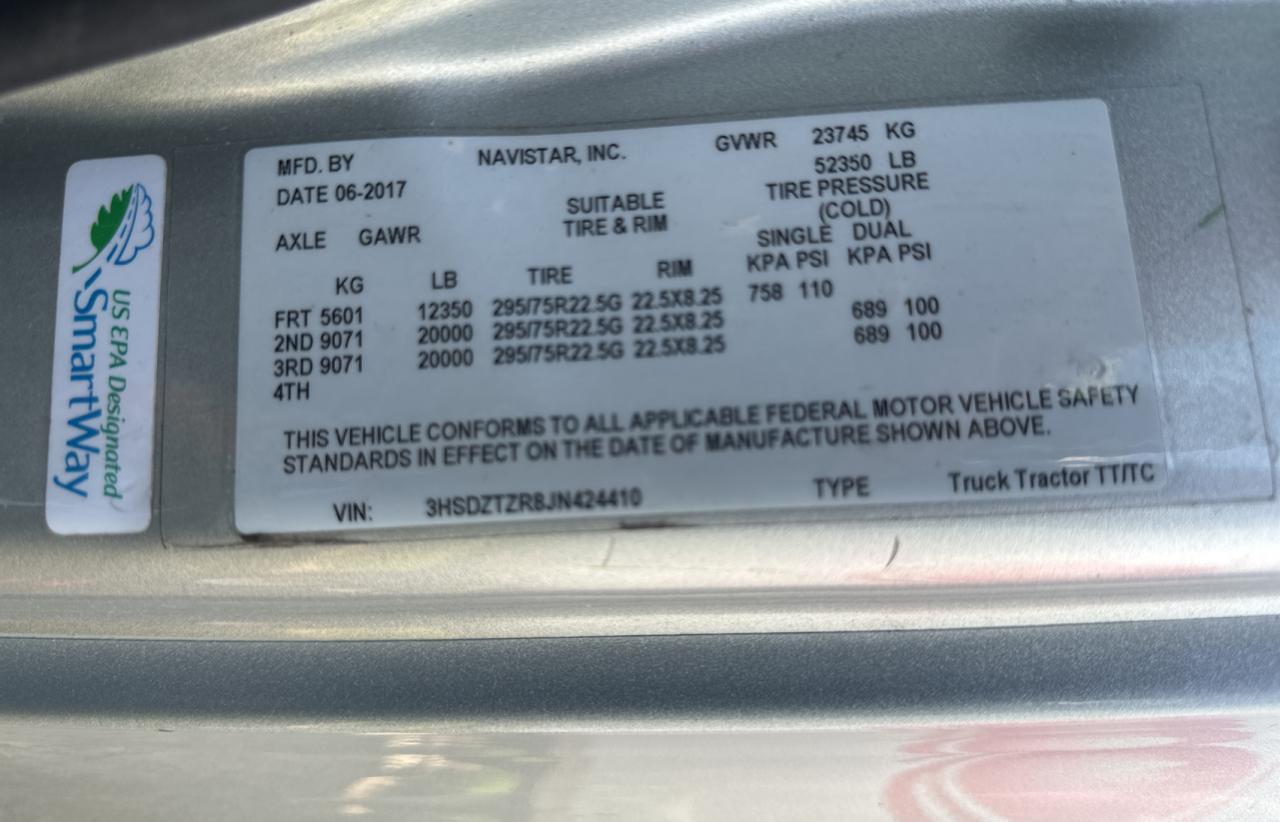 US EPA Designated
SmartWay
MFD. BY NAVISTAR, INC. GVWR 23745 KG
DATE 06-2017 52350 LB
SUITABLE TIRE PRESSURE
TIRE & RIM (COLD)
AXLE GAWR SINGLE DUAL
KG LB TIRE RIM KPA PSI KPA PSI
FRT 5601 12350 295/75R22.5G 22.5X8.25 758 110
2ND 9071 20000 295/75R22.5G 22.5X8.25 689 100
3RD 9071 20000 295/75R22.5G 22.5X8.25 689 100
4TH
THIS VEHICLE CONFORMS TO ALL APPLICABLE FEDERAL MOTOR VEHICLE SAFETY
STANDARDS IN EFFECT ON THE DATE OF MANUFACTURE SHOWN ABOVE.
VIN: 3HSDZTZR8JN424410 TYPE Truck Tractor TT/TC